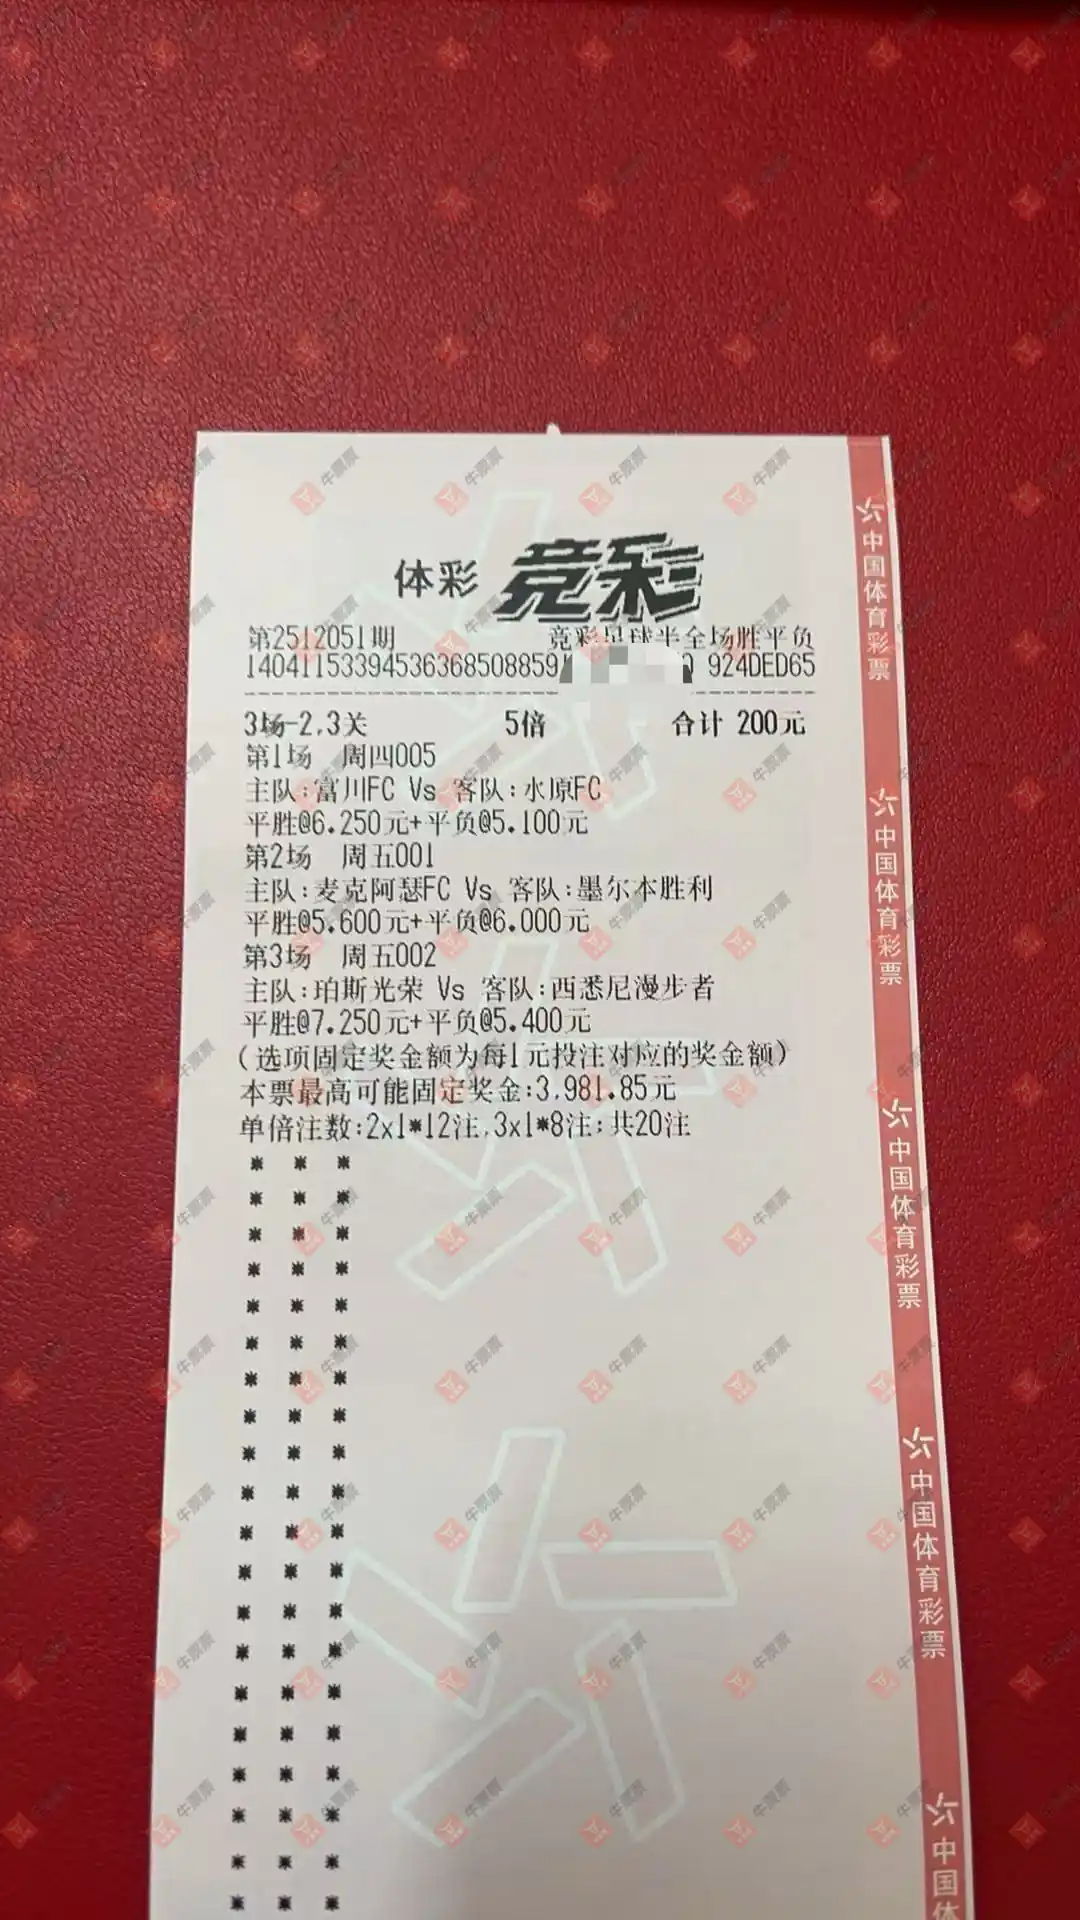 体彩 竞彩
第2512051期 竞彩足球半全场胜平负
140411533945363685088591 924DED65
3场-2,3关 5倍 合计 200元
第1场 周四005
主队:富川FC Vs 客队:水原FC
平胜@6.250元+平负@5.100元
第2场 周五001
主队:麦克阿瑟FC Vs 客队:墨尔本胜利
平胜@5.600元+平负@6.000元
第3场 周五002
主队:珀斯光荣 Vs 客队:西悉尼漫步者
平胜@7.250元+平负@5.400元
(选项固定奖金额为每1元投注对应的奖金额)
本票最高可能固定奖金:3,981.85元
单倍注数:2x1*12注,3x1*8注;共20注
中国体育彩票
中国体育彩票
中国体育彩票
中国体育彩票
中国体
牛票票